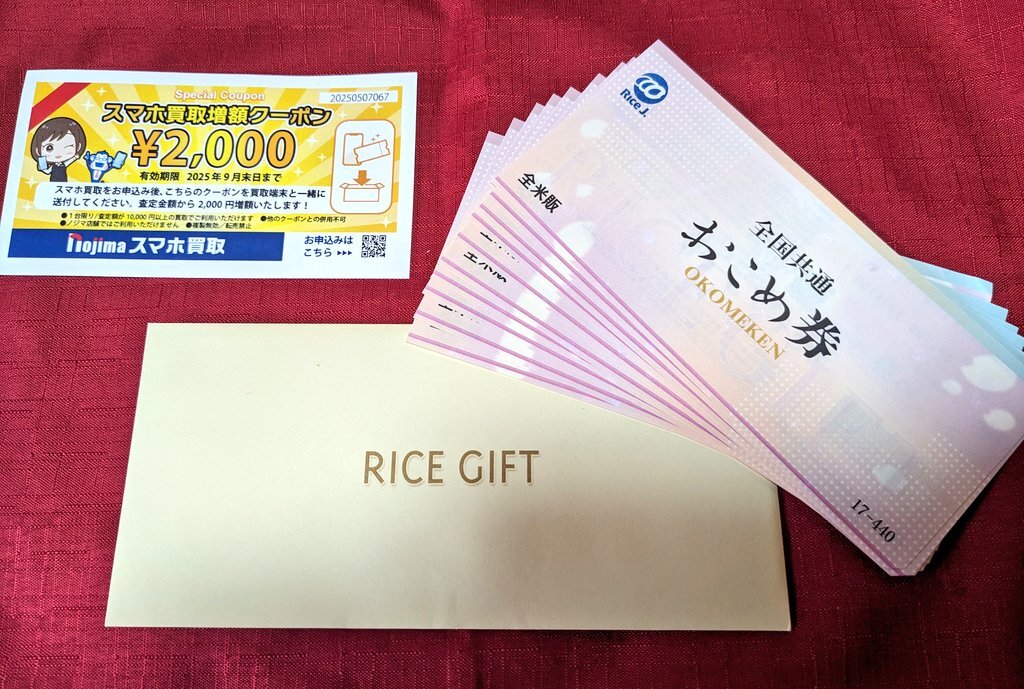 Special Coupon
20250507067
スマホ買取増額クーポン
¥2,000
有効期限 2025年9月末日まで
スマホ買取をお申込み後、こちらのクーポンを買取端末と一緒に
送付してください。査定金額から2,000円増額いたします!
●1台限り/査定額が10,000円以上の買取でご利用いただけます ●他のクーポンとの併用不可
●ノジマ店舗ではご利用いただけません ●複製無効/転売禁止
nojima スマホ買取
お申込みは
こちら ▸▸▸
Rice J.
全米販
全国共通
おこめ券
OKOMEKEN
17-440
RICE GIFT